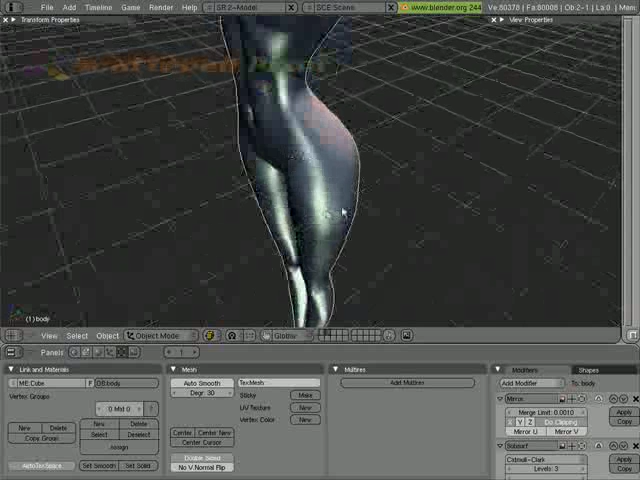 File Add Timeline Game Render Help SR:2-Model SCE:Scene www.blender.org 244 Ve:80378 | Fa:80008 | Ob:2-1 | La:0 | Mem:
Transform Properties View Properties
(1) body
View Select Object Object Mode Global
Panels 1
Link and Materials Mesh Multires Modifiers Shapes
ME:Cube F OB:body Auto Smooth TexMesh: Add Multires Add Modifier To: body
Vertex Groups Degr: 30 Sticky Make Mirror Apply
0 Mat 0 UV Texture New Merge Limit: 0.0010 Copy
New Delete New Delete Vertex Color New Y Z Do Clipping
Copy Group Select Deselect Center Center New Mirror U Mirror V
Assign Center Cursor Subsurf Apply
AutoTexSpace Set Smooth Set Solid Double Sided Catmull-Clark Copy
No V.Normal Flip Levels: 3